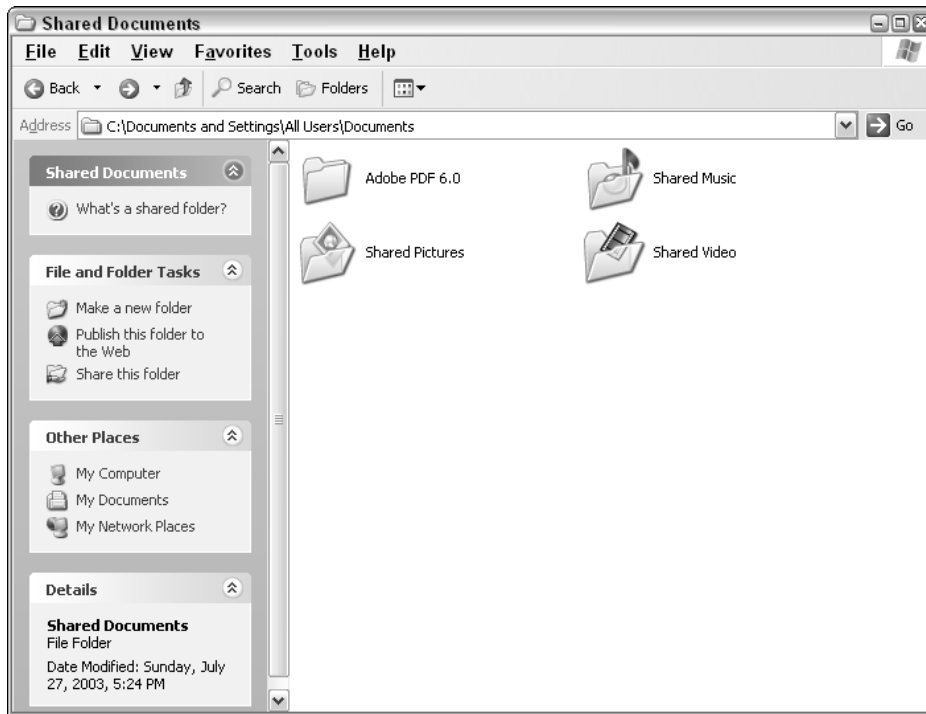 Shared Documents
File Edit View Favorites Tools Help
Back Search Folders
Address C:\Documents and Settings\All Users\Documents Go
Shared Documents
What's a shared folder?
File and Folder Tasks
Make a new folder
Publish this folder to
the Web
Share this folder
Other Places
My Computer
My Documents
My Network Places
Details
Shared Documents
File Folder
Date Modified: Sunday, July
27, 2003, 5:24 PM
Adobe PDF 6.0 Shared Music
Shared Pictures Shared Video